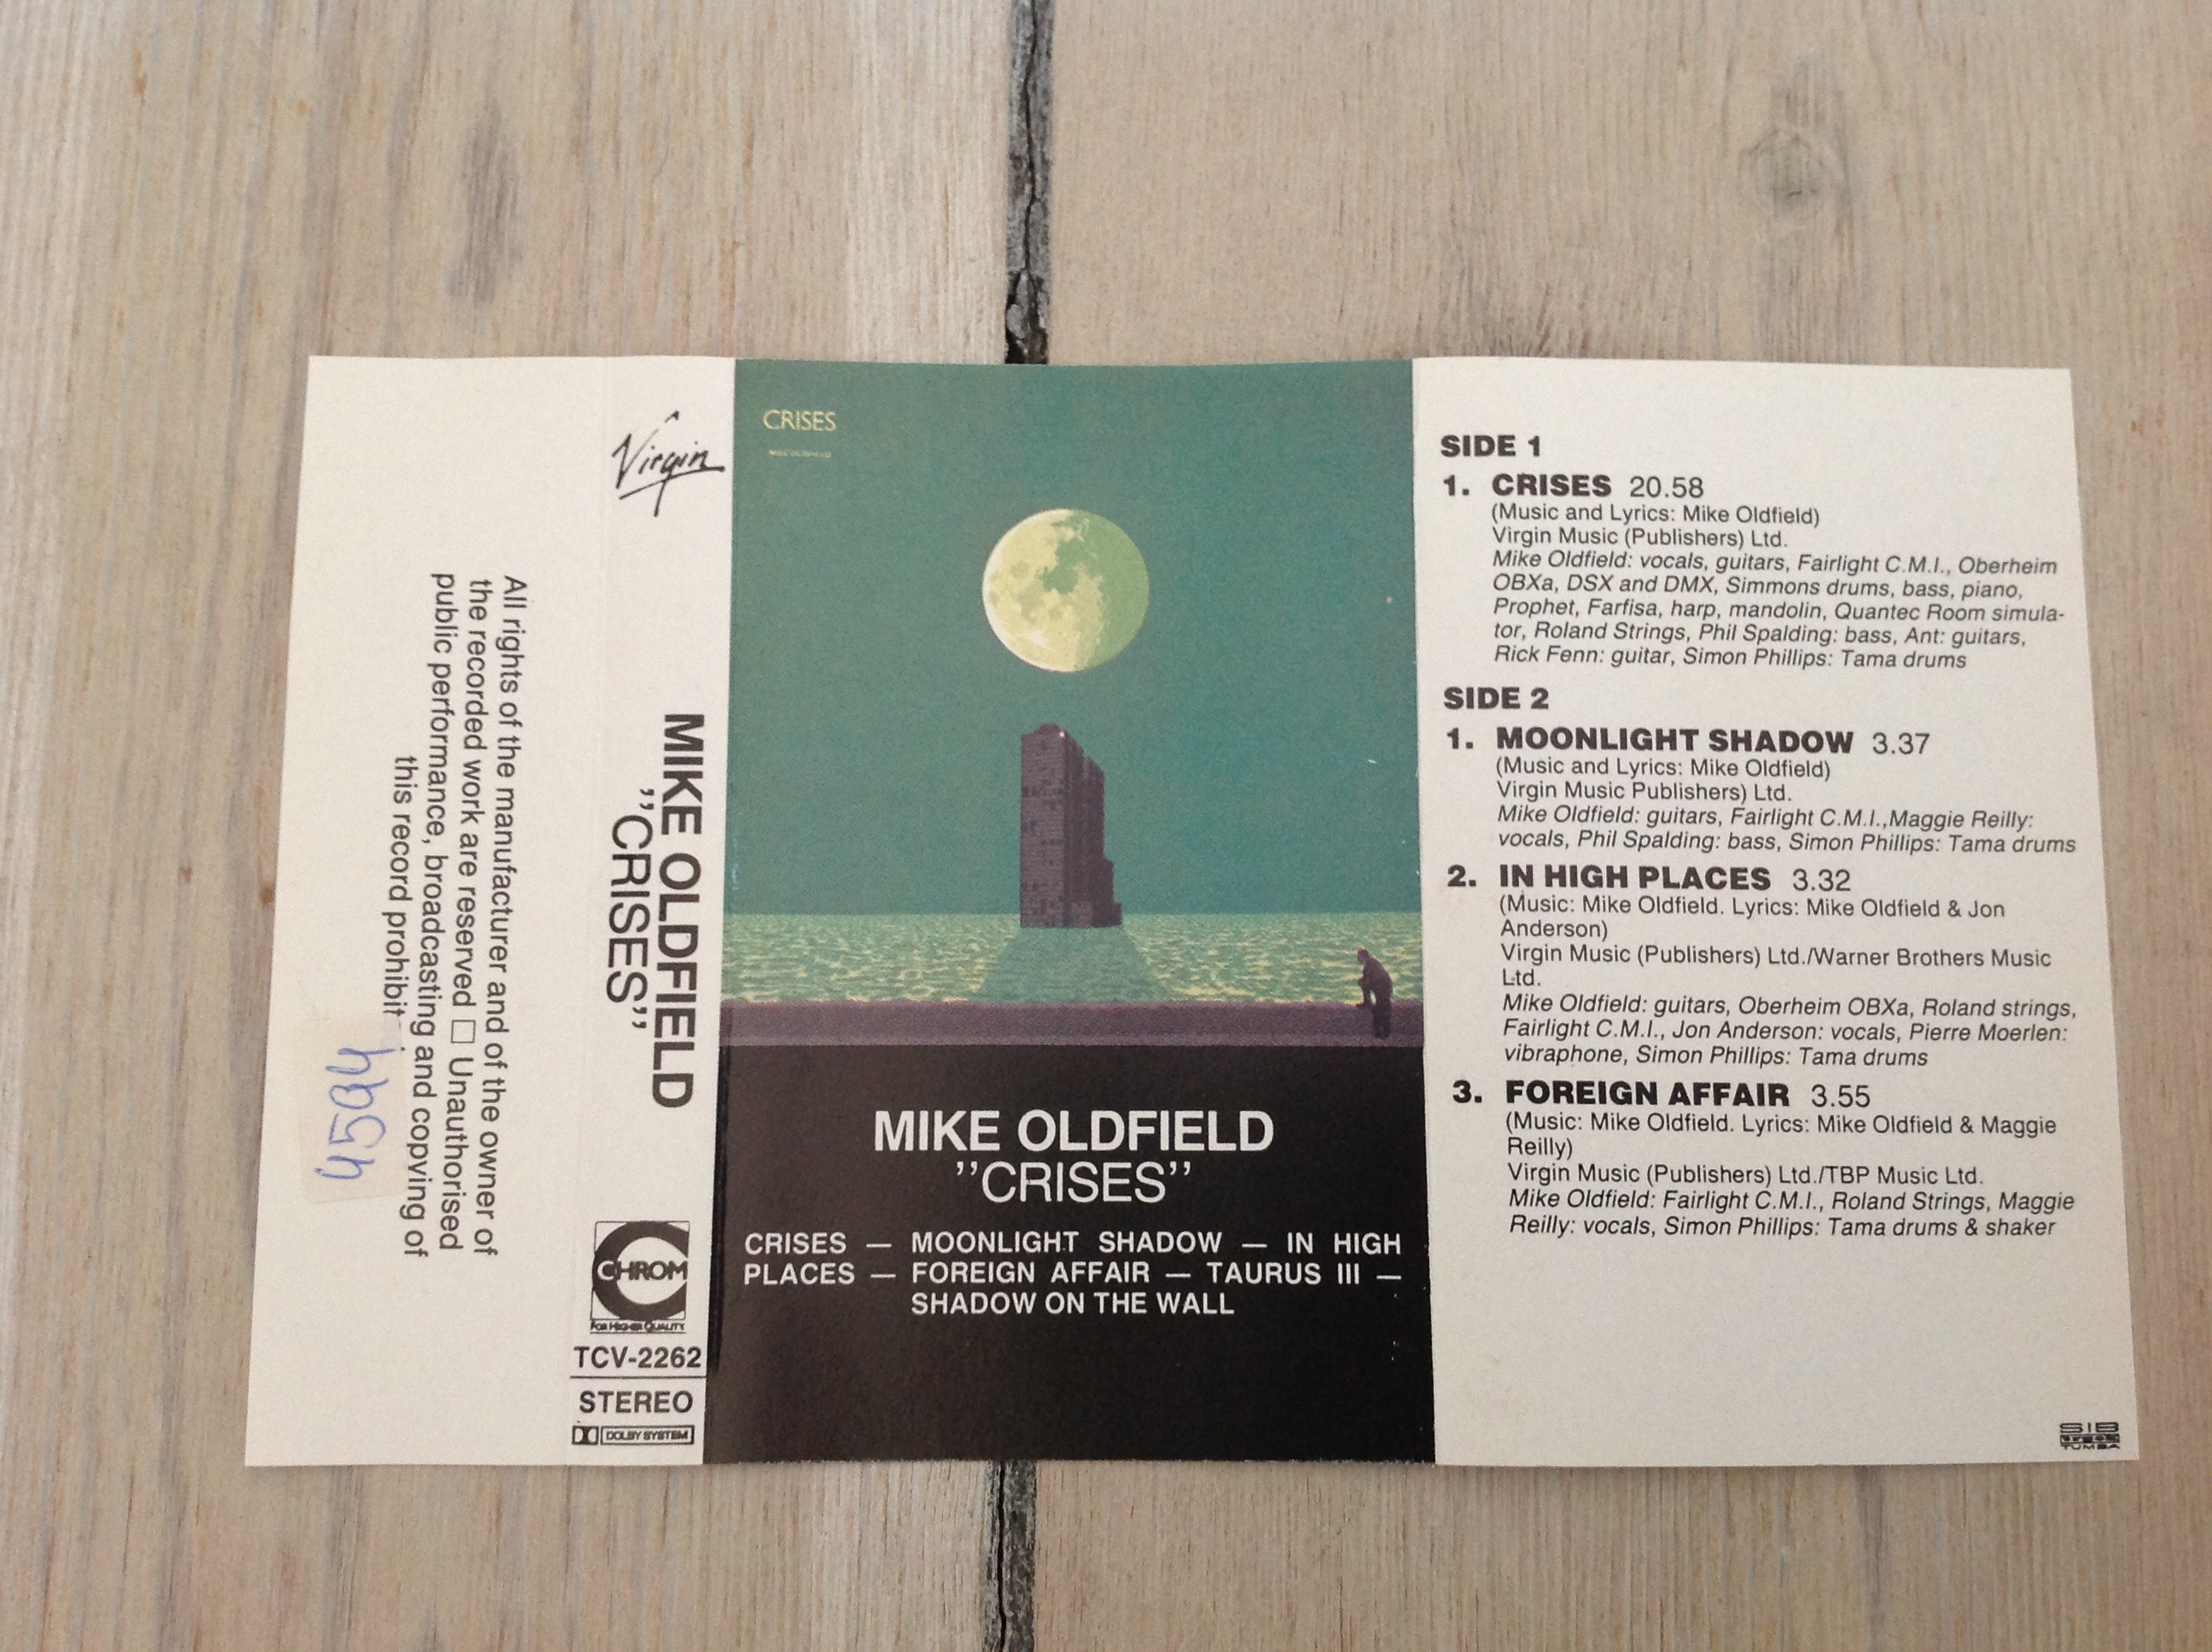 All rights of the manufacturer and of the owner of
the recorded work are reserved □ Unauthorised
public performance, broadcasting and copying of
this record prohibit
Virgin
MIKE OLDFIELD
"CRISES"
CHROM
FOR HIGHER QUALITY
TCV-2262
STEREO
DOLBY SYSTEM
CRISES
MIKE OLDFIELD
MIKE OLDFIELD
"CRISES"
CRISES — MOONLIGHT SHADOW — IN HIGH
PLACES — FOREIGN AFFAIR — TAURUS III —
SHADOW ON THE WALL
SIDE 1
1. CRISES 20.58
(Music and Lyrics: Mike Oldfield)
Virgin Music (Publishers) Ltd.
Mike Oldfield: vocals, guitars, Fairlight C.M.I., Oberheim
OBXa, DSX and DMX, Simmons drums, bass, piano,
Prophet, Farfisa, harp, mandolin, Quantec Room simula-
tor, Roland Strings, Phil Spalding: bass, Ant: guitars,
Rick Fenn: guitar, Simon Phillips: Tama drums
SIDE 2
1. MOONLIGHT SHADOW 3.37
(Music and Lyrics: Mike Oldfield)
Virgin Music Publishers) Ltd.
Mike Oldfield: guitars, Fairlight C.M.I.,Maggie Reilly:
vocals, Phil Spalding: bass, Simon Phillips: Tama drums
2. IN HIGH PLACES 3.32
(Music: Mike Oldfield. Lyrics: Mike Oldfield & Jon
Anderson)
Virgin Music (Publishers) Ltd./Warner Brothers Music
Ltd.
Mike Oldfield: guitars, Oberheim OBXa, Roland strings,
Fairlight C.M.I., Jon Anderson: vocals, Pierre Moerlen:
vibraphone, Simon Phillips: Tama drums
3. FOREIGN AFFAIR 3.55
(Music: Mike Oldfield. Lyrics: Mike Oldfield & Maggie
Reilly)
Virgin Music (Publishers) Ltd./TBP Music Ltd.
Mike Oldfield: Fairlight C.M.I., Roland Strings, Maggie
Reilly: vocals, Simon Phillips: Tama drums & shaker
SIB
TUMBA